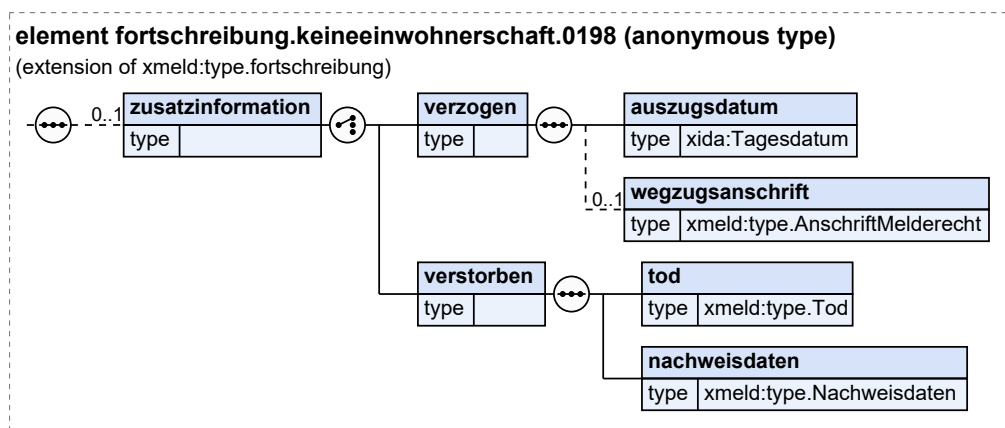 element fortschreibung.keineeinwohnerschaft.0198 (anonymous type)
(extension of xmeld:type.fortschreibung)
0..1
zusatzinformation
type
verzogen
type
auszugsdatum
type xida:Tagesdatum
0..1
wegzugsanschrift
type xmeld:type.AnschriftMelderecht
verstorben
type
tod
type xmeld:type.Tod
nachweisdaten
type xmeld:type.Nachweisdaten